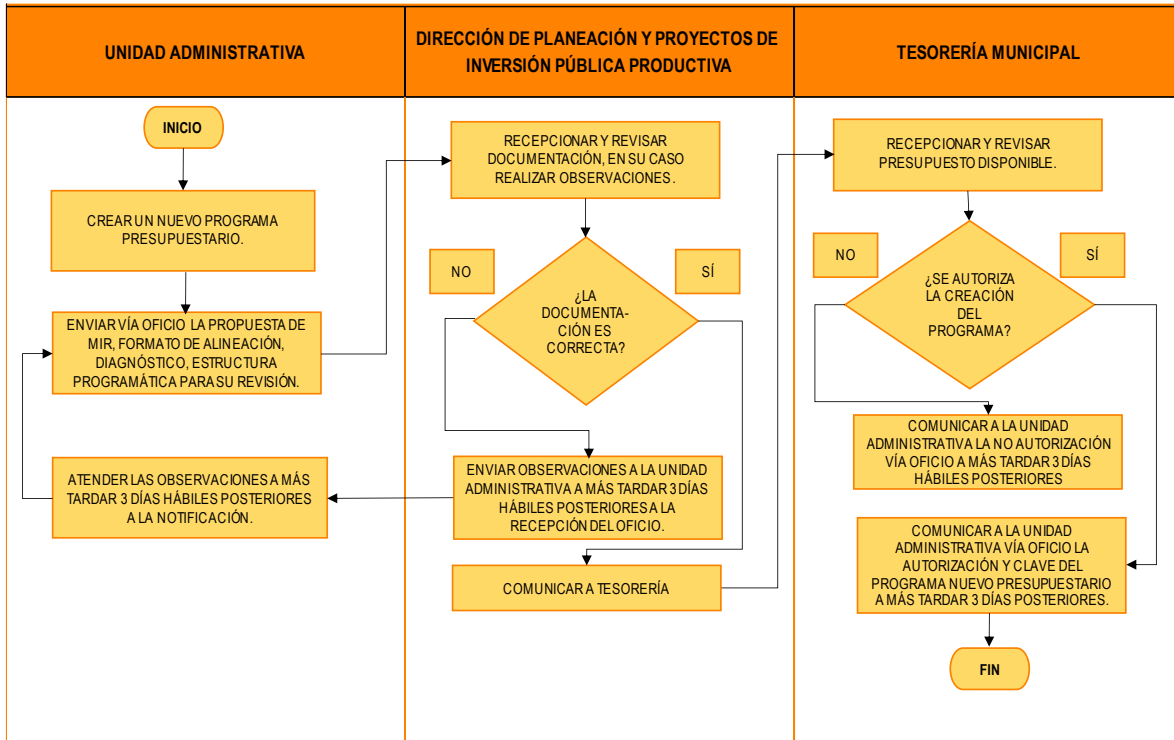 UNIDAD ADMINISTRATIVA
DIRECCIÓN DE PLANEACIÓN Y PROYECTOS DE
INVERSIÓN PÚBLICA PRODUCTIVA
TESORERÍA MUNICIPAL
INICIO
CREAR UN NUEVO PROGRAMA
PRESUPUESTARIO.
ENVIAR VÍA OFICIO LA PROPUESTA DE
MIR, FORMATO DE ALINEACIÓN,
DIAGNÓSTICO, ESTRUCTURA
PROGRAMÁTICA PARA SU REVISIÓN.
ATENDER LAS OBSERVACIONES A MÁS
TARDAR 3 DÍAS HÁBILES POSTERIORES
A LA NOTIFICACIÓN.
RECEPCIONAR Y REVISAR
DOCUMENTACIÓN, EN SU CASO
REALIZAR OBSERVACIONES.
NO
SÍ
¿LA
DOCUMENTA-
CIÓN ES
CORRECTA?
ENVIAR OBSERVACIONES A LA UNIDAD
ADMINISTRATIVA A MÁS TARDAR 3 DÍAS
HÁBILES POSTERIORES A LA
RECEPCIÓN DEL OFICIO.
COMUNICAR A TESORERÍA
RECEPCIONAR Y REVISAR
PRESUPUESTO DISPONIBLE.
NO
SÍ
¿SE AUTORIZA
LA CREACIÓN
DEL
PROGRAMA?
COMUNICAR A LA UNIDAD
ADMINISTRATIVA LA NO AUTORIZACIÓN
VÍA OFICIO A MÁS TARDAR 3 DÍAS
HÁBILES POSTERIORES
COMUNICAR A LA UNIDAD
ADMINISTRATIVA VÍA OFICIO LA
AUTORIZACIÓN Y CLAVE DEL
PROGRAMA NUEVO PRESUPUESTARIO
A MÁS TARDAR 3 DÍAS POSTERIORES.
FIN